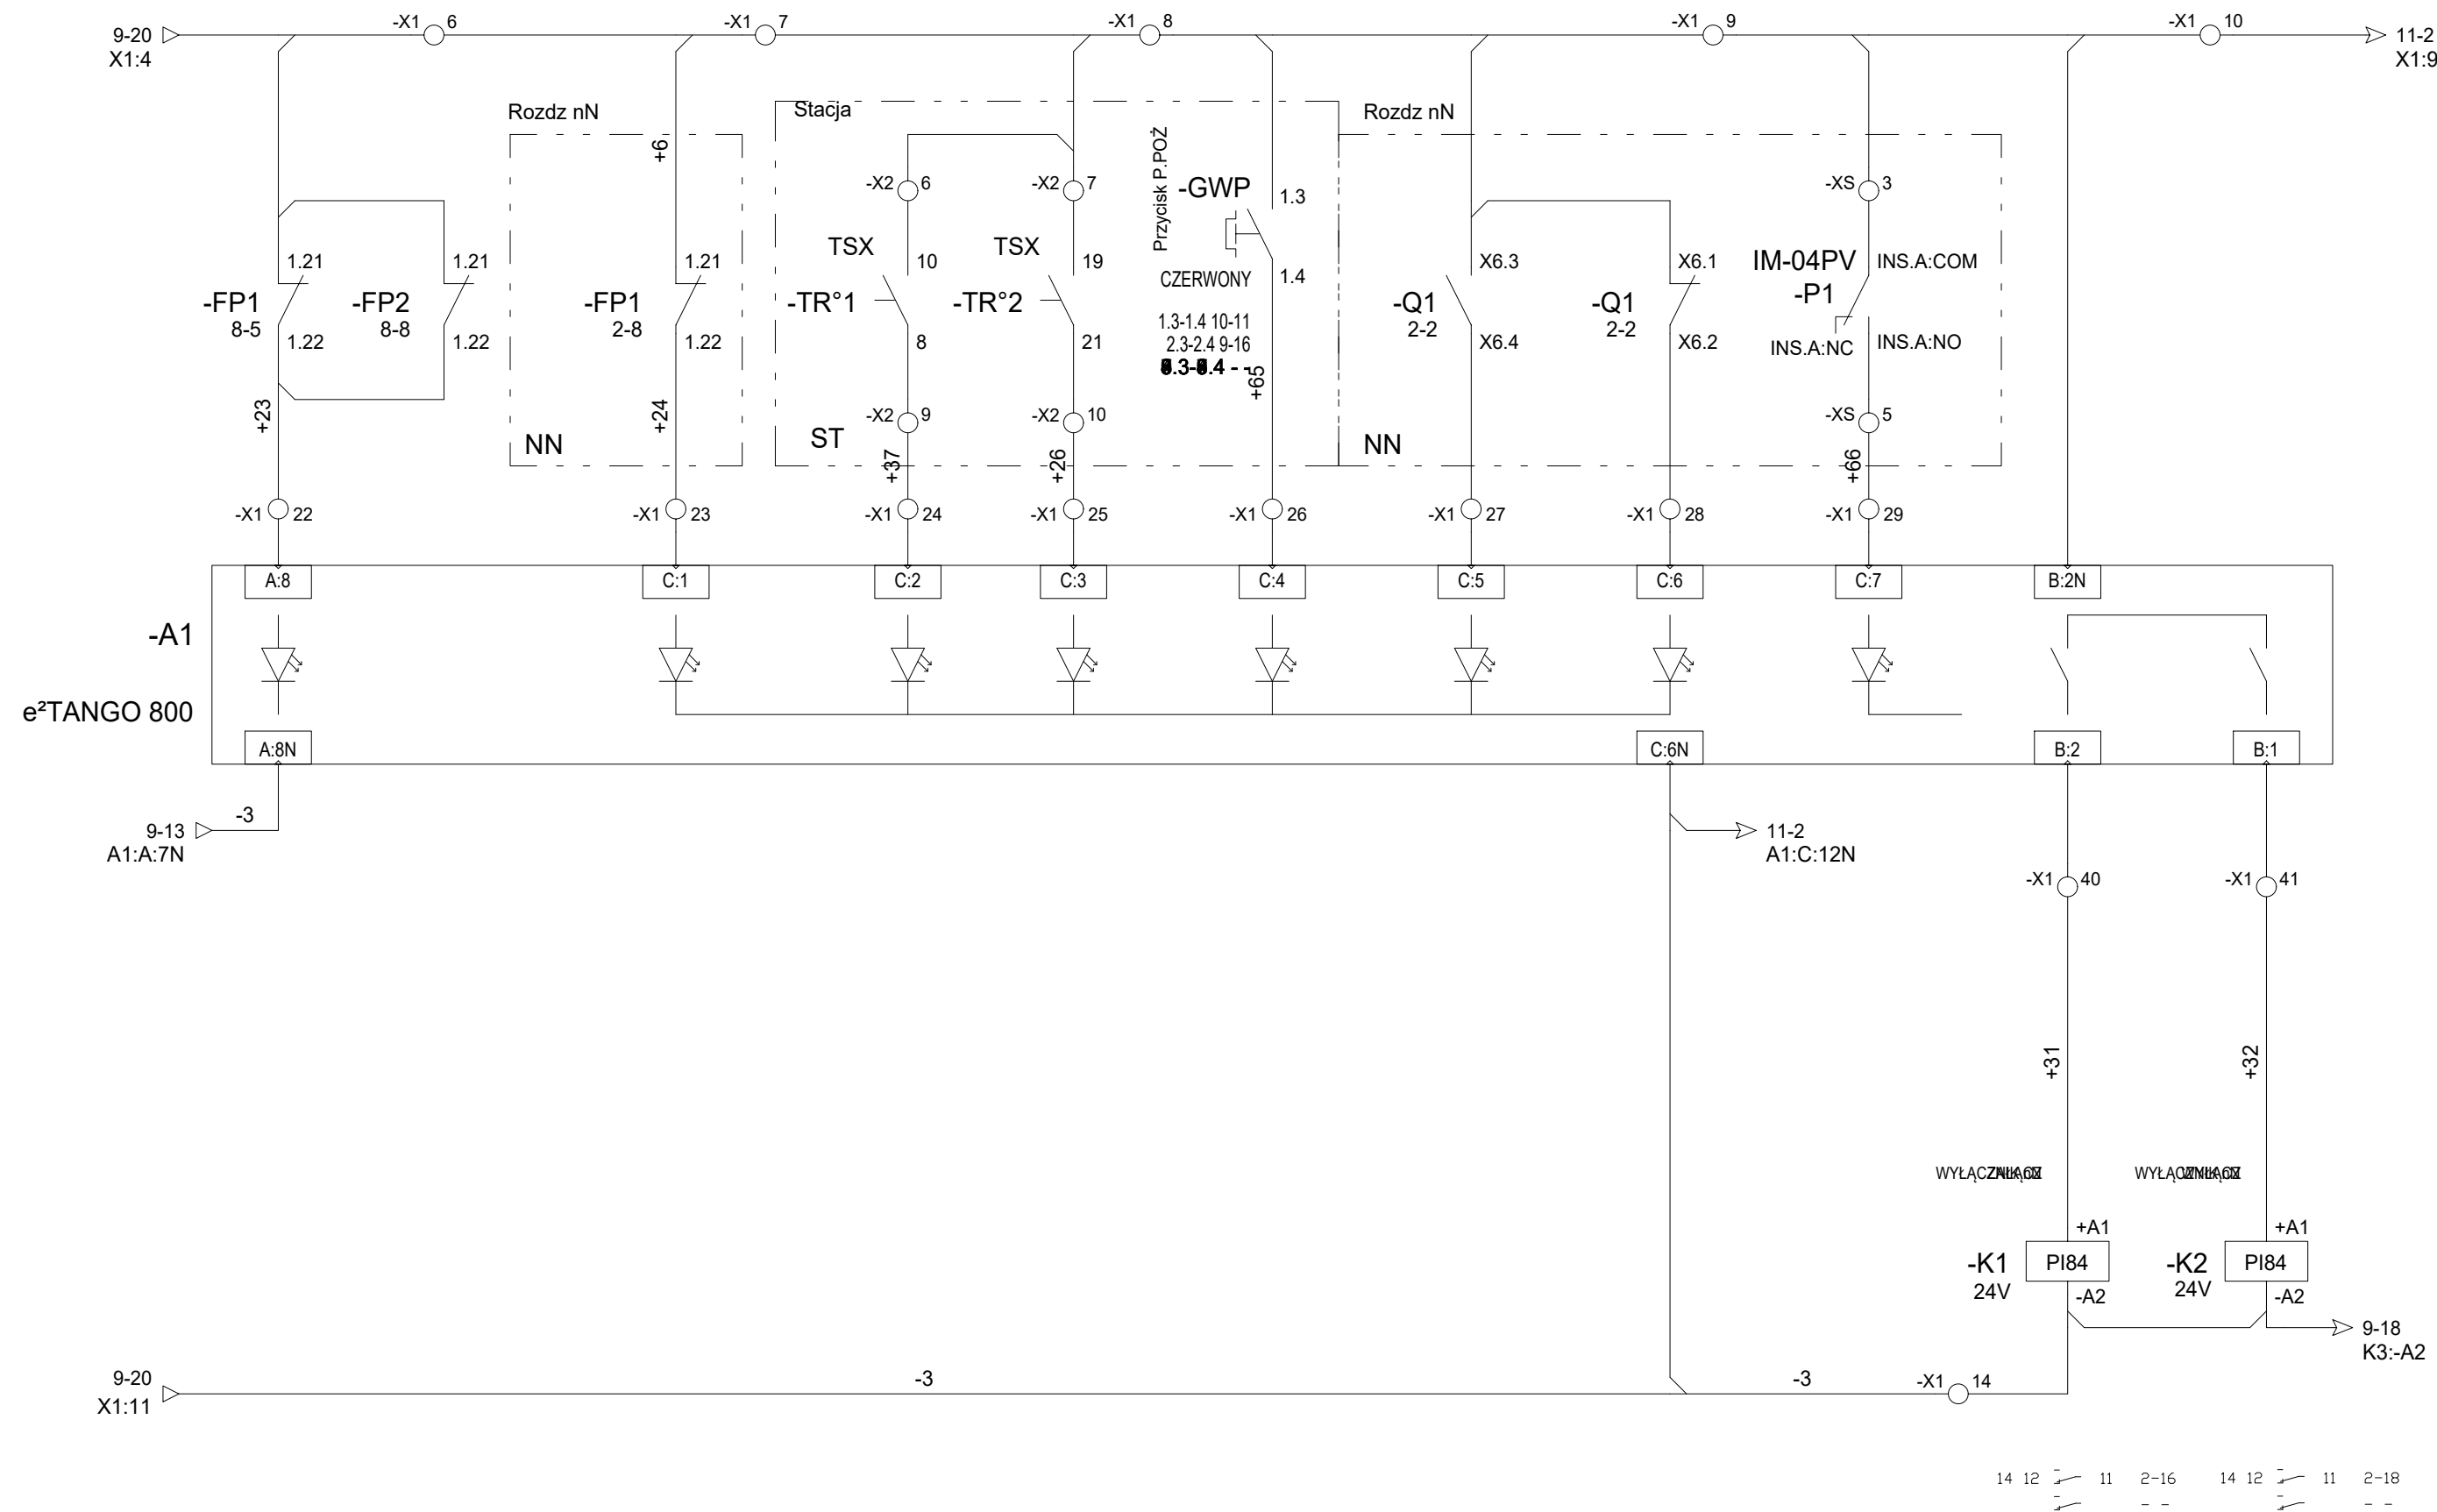 -X1 6
-X1 7
-X1 8
-X1 9
-X1 10
9-20
X1:4
11-2
X1:9
Rozdz nN
Stacja
Rozdz nN
+6
Przycisk P.POŻ
-X2 6
-X2 7
-GWP
1.3
-XS 3
TSX
TSX
1.21
1.21
1.21
10
19
CZERWONY
1.4
X6.3
X6.1
IM-04PV
INS.A:COM
-FP1
8-5
-FP2
8-8
-FP1
2-8
-TR°1
-TR°2
-Q1
2-2
-Q1
2-2
-P1
1.3-1.4 10-11
2.3-2.4 9-16
1.22
1.22
1.22
8
21
X6.4
X6.2
INS.A:NC
INS.A:NO
+65
+23
+24
-X2 9
-X2 10
-XS 5
NN
ST
NN
+37
+26
+66
-X1 22
-X1 23
-X1 24
-X1 25
-X1 26
-X1 27
-X1 28
-X1 29
A:8
C:1
C:2
C:3
C:4
C:5
C:6
C:7
B:2N
-A1
e²TANGO 800
A:8N
C:6N
B:2
B:1
-3
9-13
A1:A:7N
11-2
A1:C:12N
-X1 40
-X1 41
+31
+32
+A1
+A1
-K1
24V
PI84
-K2
24V
PI84
-A2
-A2
9-18
K3:-A2
9-20
X1:11
-3
-3
-X1 14
14 12 11 2-16
14 12 11 2-18
- -
- -